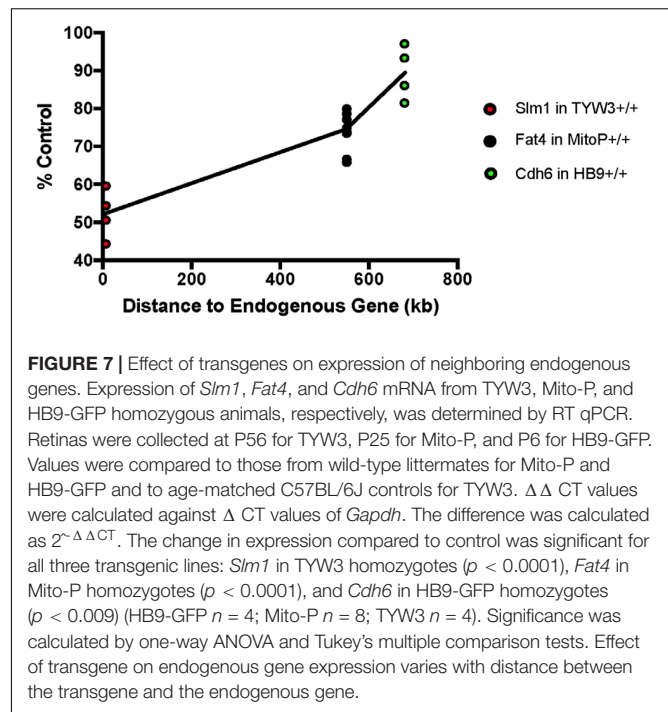 100
90
80
70
60
50
40
% Control
0 200 400 600 800
Distance to Endogenous Gene (kb)
Slm1 in TYW3+/+
Fat4 in MitoP+/+
Cdh6 in HB9+/+
FIGURE 7 | Effect of transgenes on expression of neighboring endogenous
genes. Expression of Slm1, Fat4, and Cdh6 mRNA from TYW3, Mito-P, and
HB9-GFP homozygous animals, respectively, was determined by RT qPCR.
Retinas were collected at P56 for TYW3, P25 for Mito-P, and P6 for HB9-GFP.
Values were compared to those from wild-type littermates for Mito-P and
HB9-GFP and to age-matched C57BL/6J controls for TYW3. Δ Δ CT values
were calculated against Δ CT values of Gapdh. The difference was calculated
as 2^~ΔΔCT. The change in expression compared to control was significant for
all three transgenic lines: Slm1 in TYW3 homozygotes (p < 0.0001), Fat4 in
Mito-P homozygotes (p < 0.0001), and Cdh6 in HB9-GFP homozygotes
(p < 0.009) (HB9-GFP n = 4; Mito-P n = 8; TYW3 n = 4). Significance was
calculated by one-way ANOVA and Tukey's multiple comparison tests. Effect
of transgene on endogenous gene expression varies with distance between
the transgene and the endogenous gene.